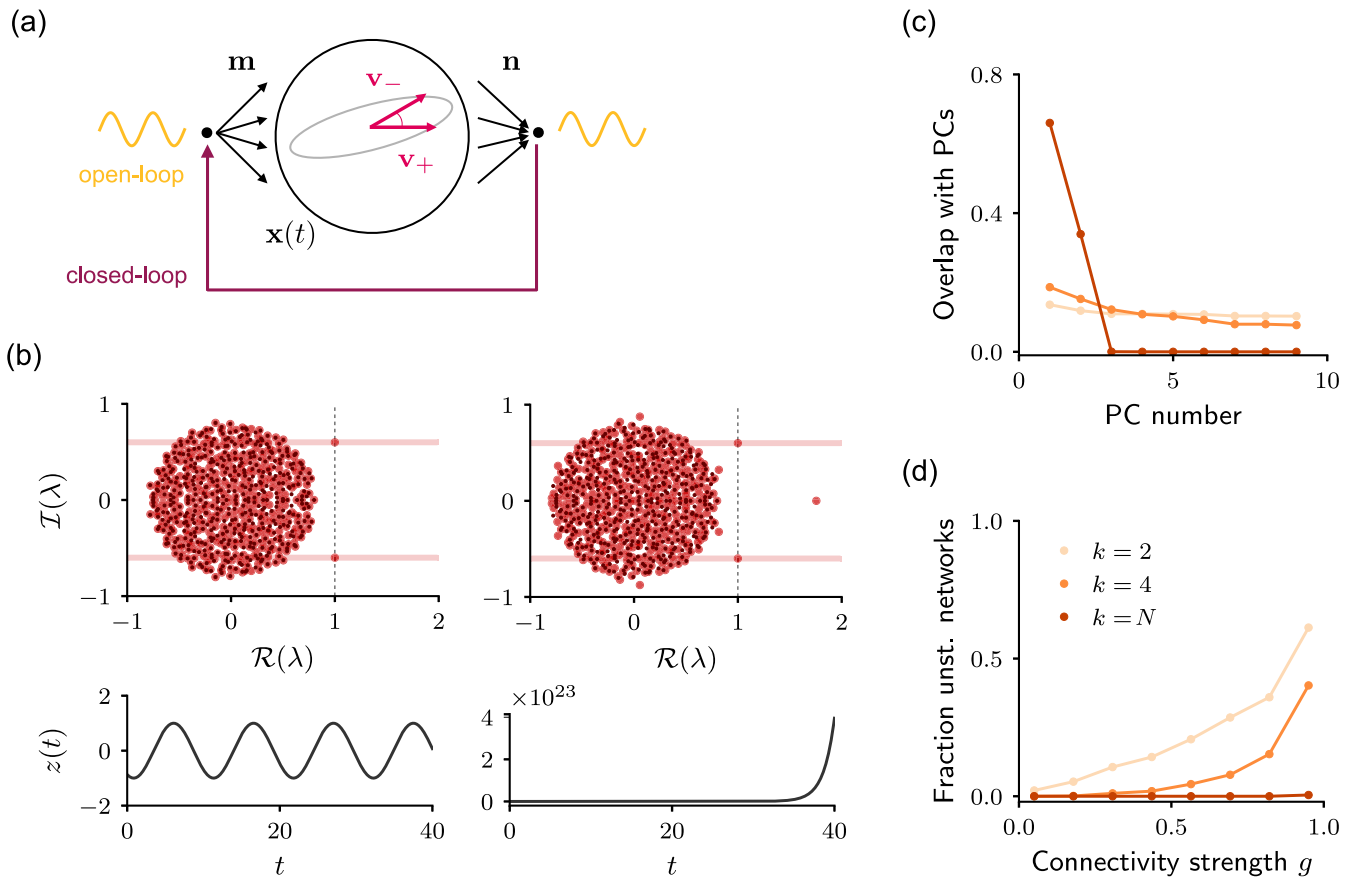 (a)
m
n
v−
v+
open-loop
x(t)
closed-loop
(b)
1
0
−1
I(λ)
−1 0 1 2
R(λ)
1
0
−1
−1 0 1 2
R(λ)
2
0
−2
z(t)
0 20 40
t
×10^23
4
2
0
0 20 40
t
(c)
0.8
0.4
0.0
Overlap with PCs
0 5 10
PC number
(d)
1.0
0.5
0.0
Fraction unst. networks
k = 2
k = 4
k = N
0.0 0.5 1.0
Connectivity strength g